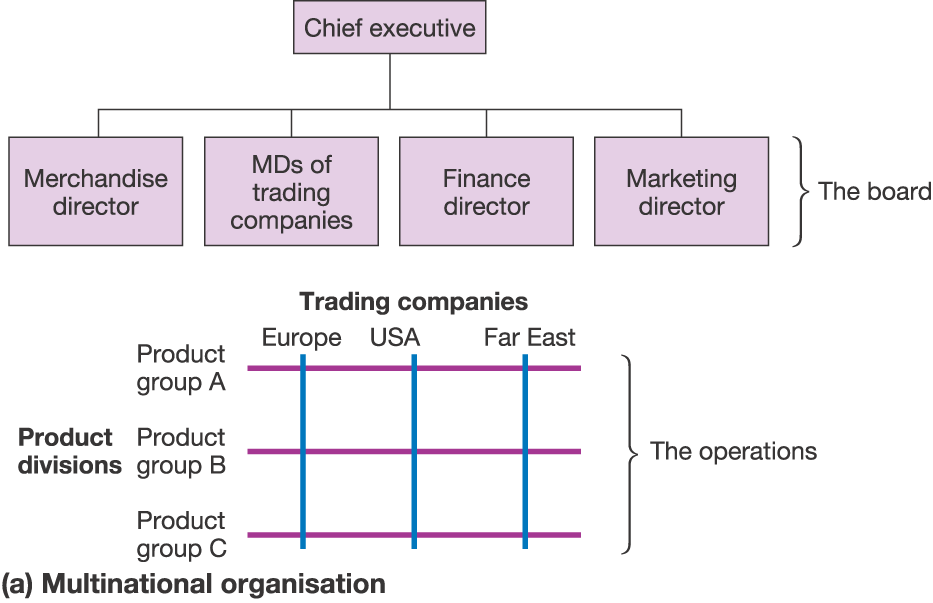 Chief executive
Merchandise
director
MDs of
trading
companies
Finance
director
Marketing
director
The board
Trading companies
Europe
USA
Far East
Product
group A
Product
divisions
Product
group B
The operations
Product
group C
(a) Multinational organisation